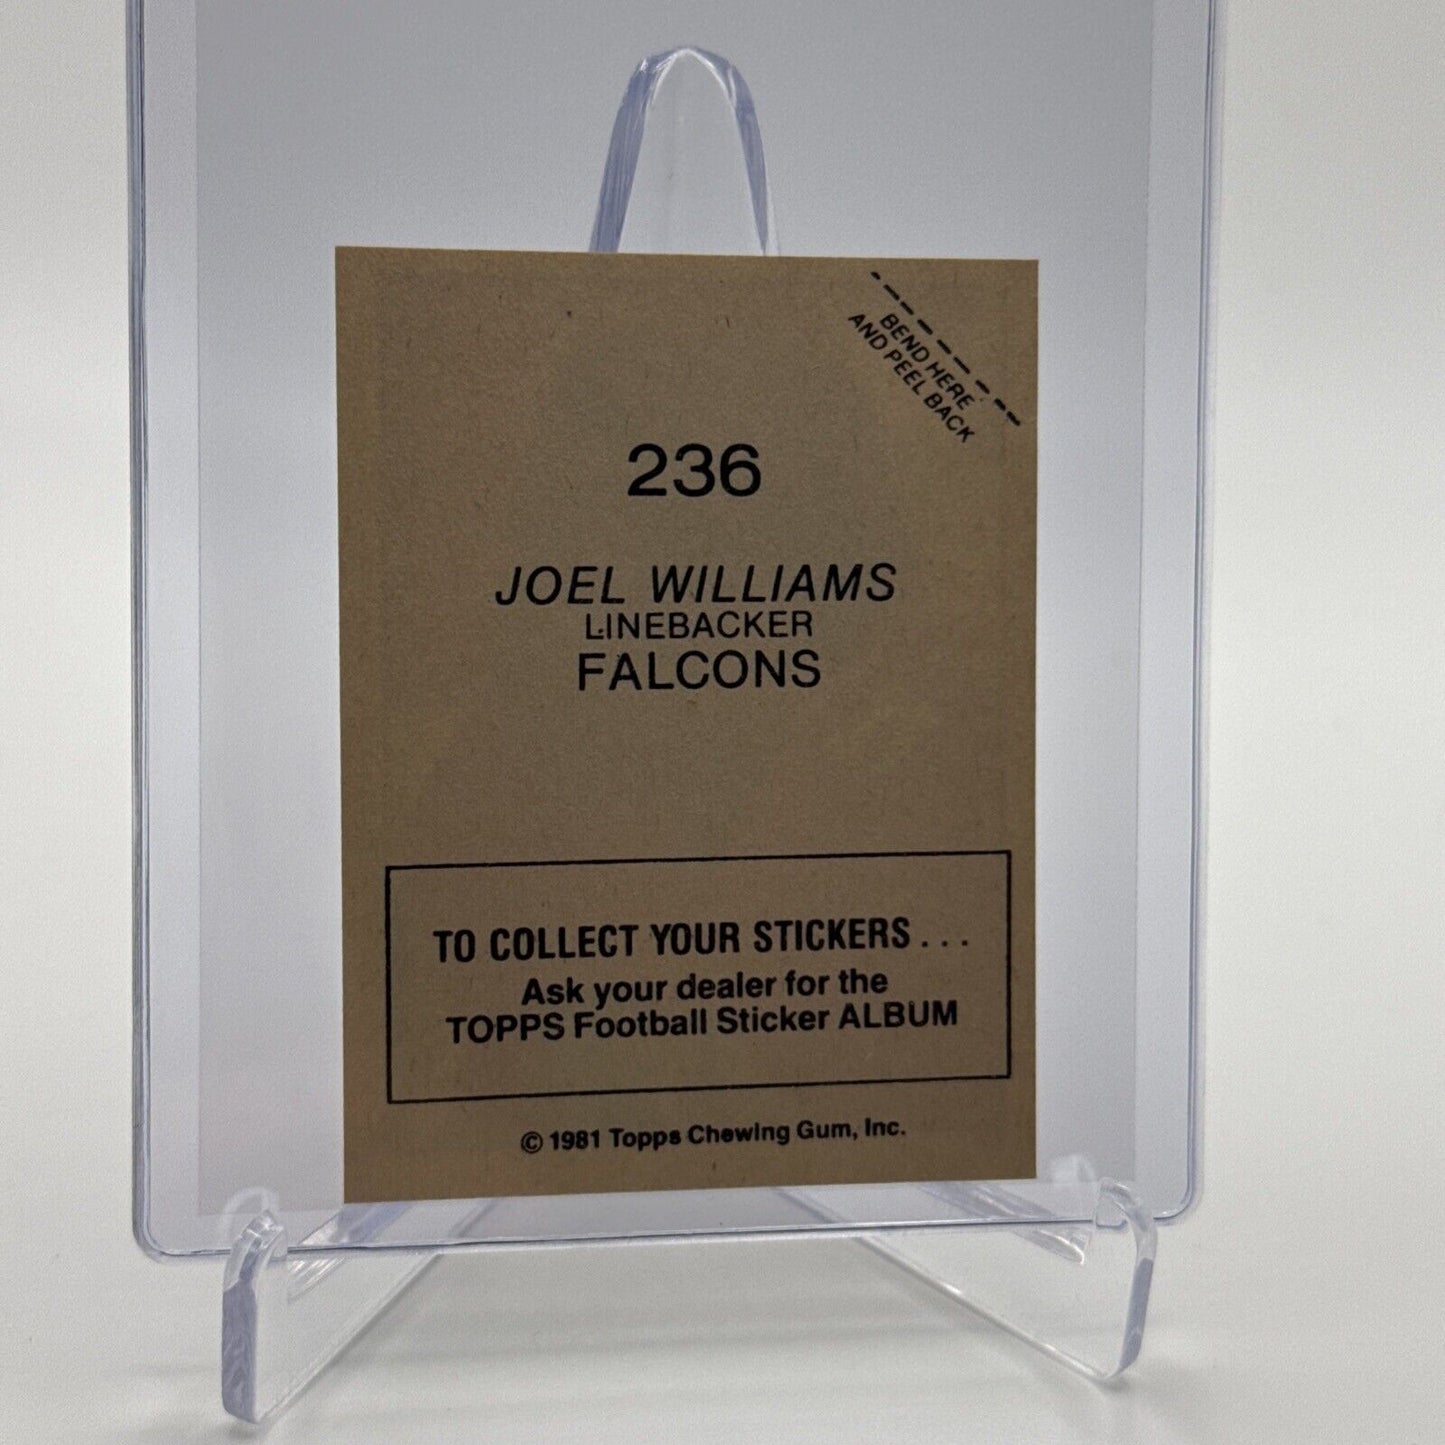 BEND HERE
AND PEEL BACK
236
JOEL WILLIAMS
LINEBACKER
FALCONS
TO COLLECT YOUR STICKERS...
Ask your dealer for the
TOPPS Football Sticker ALBUM
© 1981 Topps Chewing Gum, Inc.